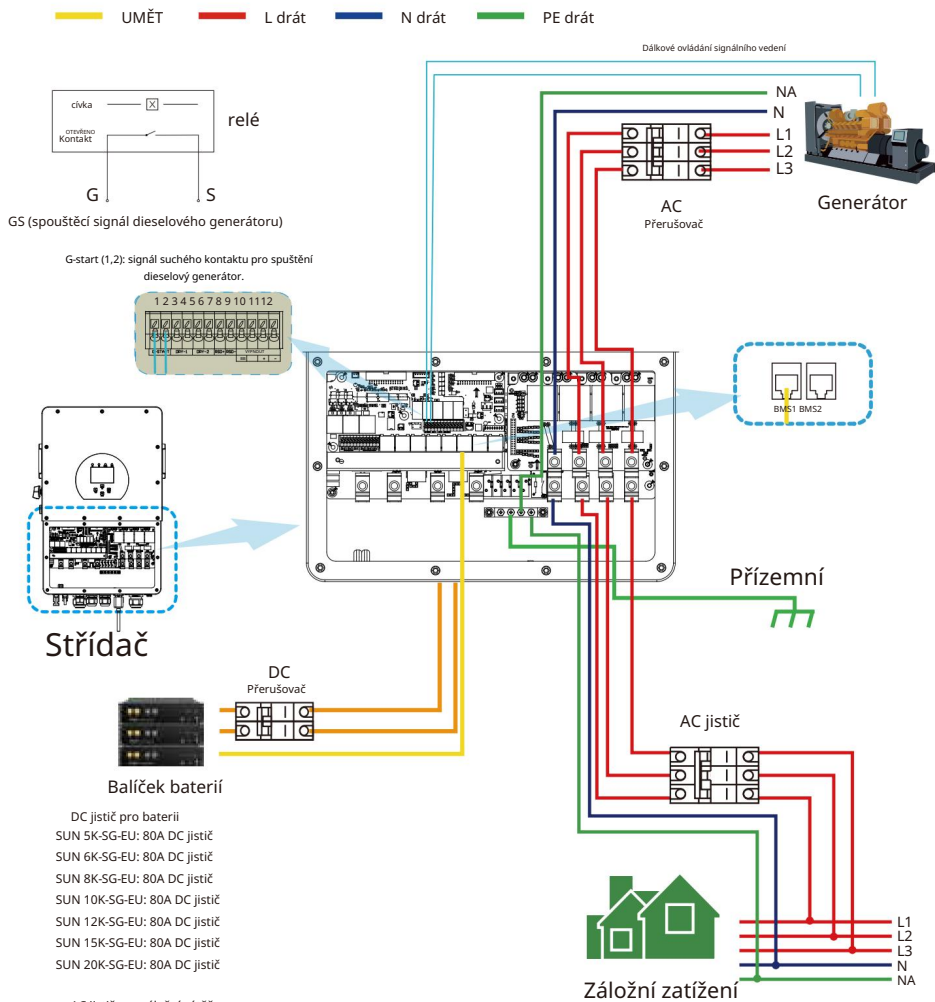 UMĚT
L drát
N drát
PE drát
Dálkové ovládání signálního vedení
cívka
X
relé
OTEVŘENO
Kontakt
G
S
GS (spouštěcí signál dieselového generátoru)
NA
N
L1
L2
L3
AC
Přerušovač
Generátor
G-start (1,2): signál suchého kontaktu pro spuštění
dieselový generátor.
1 2 3 4 5 6 7 8 9 10 11 12
BMS1 BMS2
Střídač
Přízemní
DC
Přerušovač
AC jistič
Balíček baterií
DC jistič pro baterii
SUN 5K-SG-EU: 80A DC jistič
SUN 6K-SG-EU: 80A DC jistič
SUN 8K-SG-EU: 80A DC jistič
SUN 10K-SG-EU: 80A DC jistič
SUN 12K-SG-EU: 80A DC jistič
SUN 15K-SG-EU: 80A DC jistič
SUN 20K-SG-EU: 80A DC jistič
L1
L2
L3
N
NA
Záložní zatížení